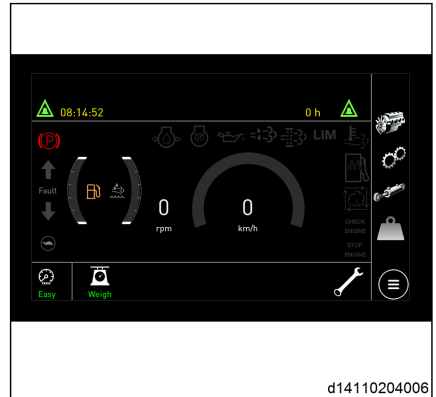 08:14:52
0 h
(P)
LIM
Fault
0
rpm
0
km/h
CHECK
ENGINE
STOP
ENGINE
Easy
Weigh
d14110204006